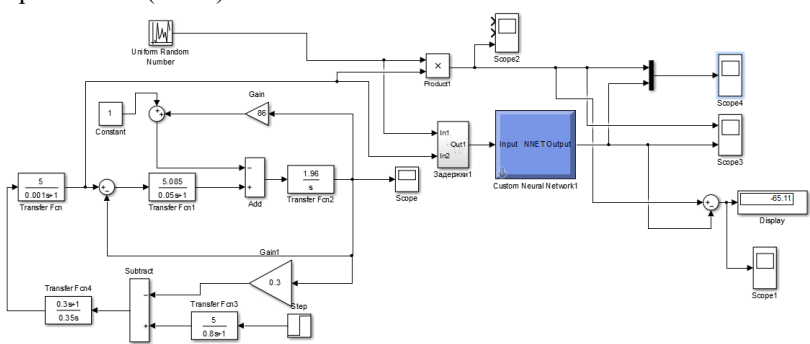 Uniform Random
Number
×
Product1
Scope2
Scope4
Scope3
Gain
86
1
Constant
+
+
In1
In2
Out1
Задержки1
Input NNET Output
Custom Neural Network1
5
0.001s+1
Transfer Fcn
+
−
5.085
0.05s+1
Transfer Fcn1
−
+
Add
1.96
s
Transfer Fcn2
Scope
+
−
-65.11
Display
Scope1
Gain1
0.3
Subtract
−
+
Transfer Fcn4
0.3s+1
0.35s
Transfer Fcn3
5
0.8s+1
Step